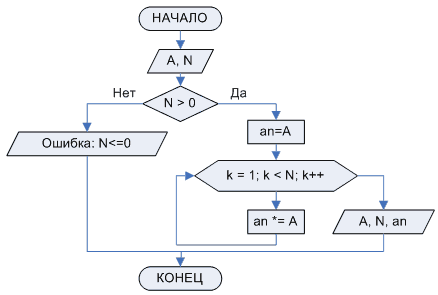 НАЧАЛО
A, N
Нет
N > 0
Да
Ошибка: N<=0
an=A
k = 1; k < N; k++
an *= A
A, N, an
КОНЕЦ